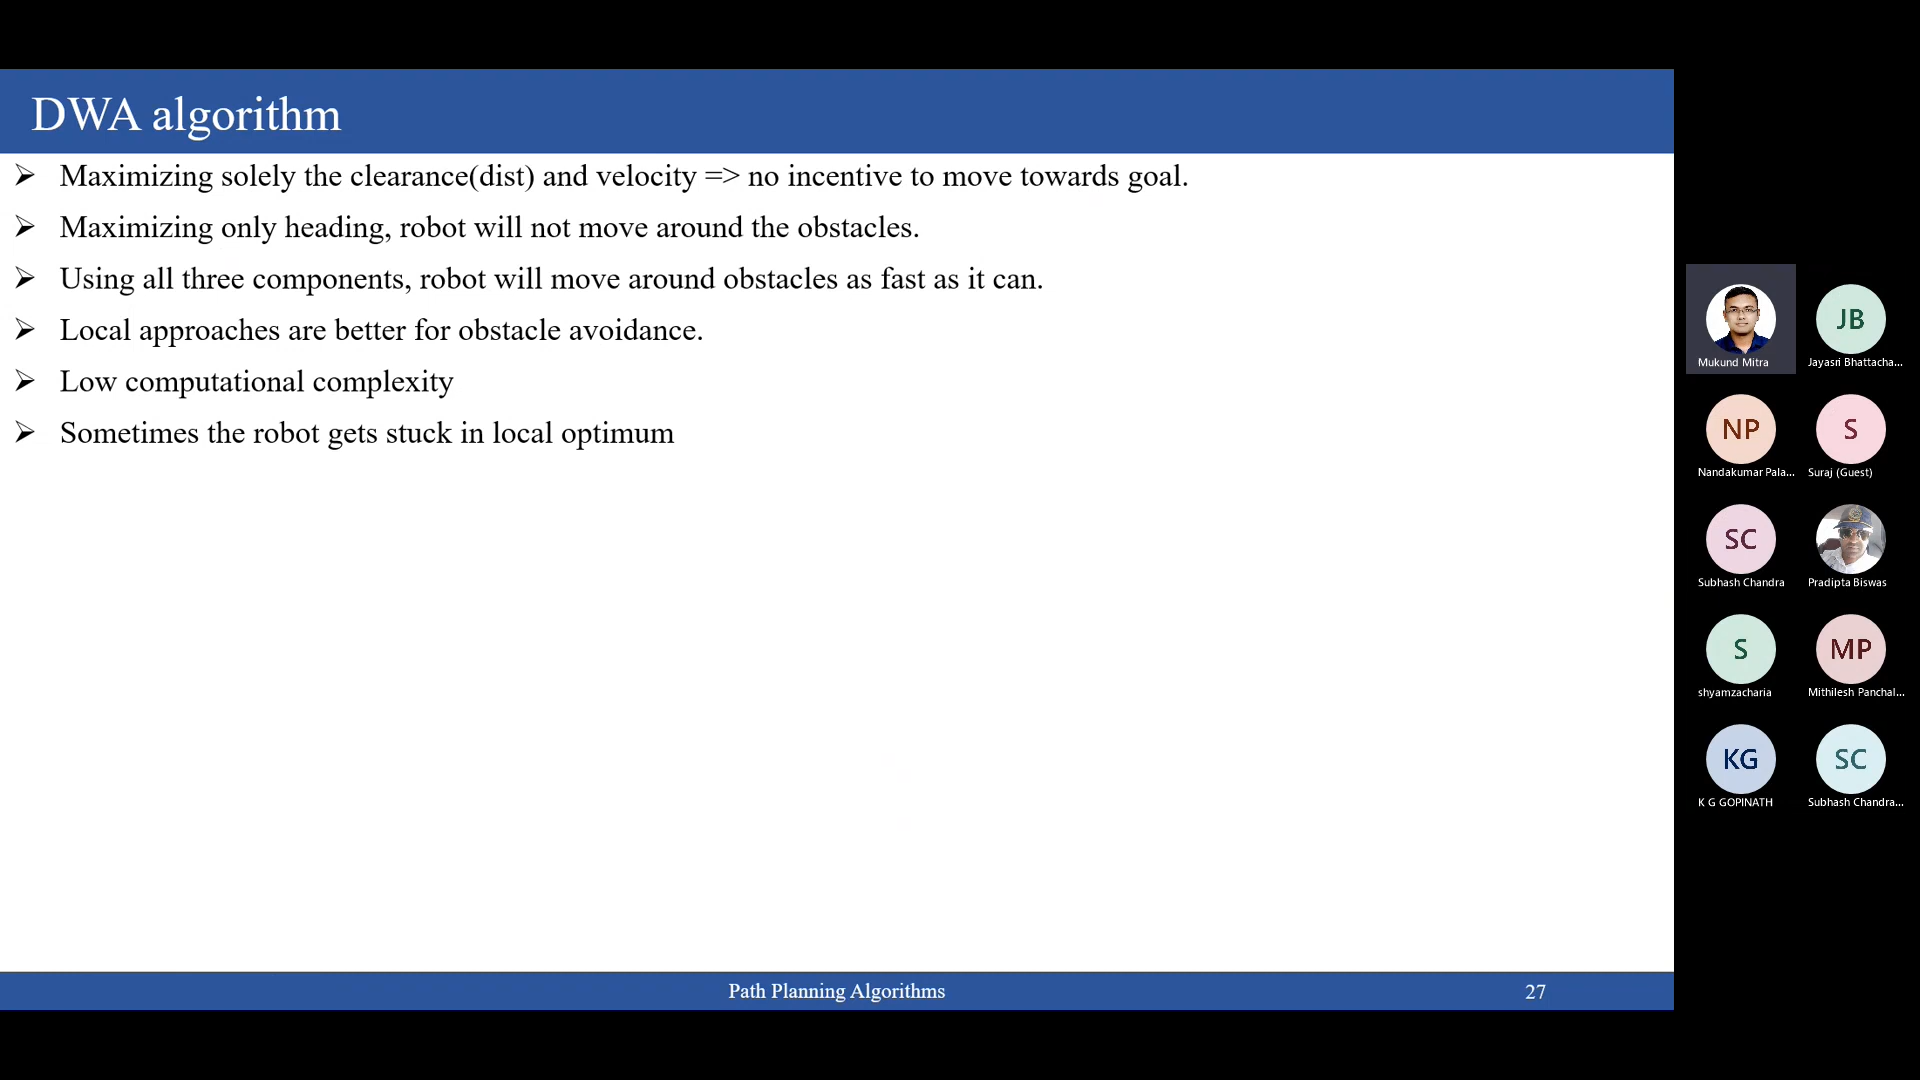 DWA algorithm
➢ Maximizing solely the clearance(dist) and velocity => no incentive to move towards goal.
➢ Maximizing only heading, robot will not move around the obstacles.
➢ Using all three components, robot will move around obstacles as fast as it can.
➢ Local approaches are better for obstacle avoidance.
➢ Low computational complexity
➢ Sometimes the robot gets stuck in local optimum
Path Planning Algorithms
27
Mukund Mitra
JB
Jayasri Bhattacha...
NP
Nandakumar Pala...
S
Suraj (Guest)
SC
Subhash Chandra
Pradipta Biswas
S
shyamzacharia
MP
Mithilesh Panchal...
KG
K G GOPINATH
SC
Subhash Chandra...